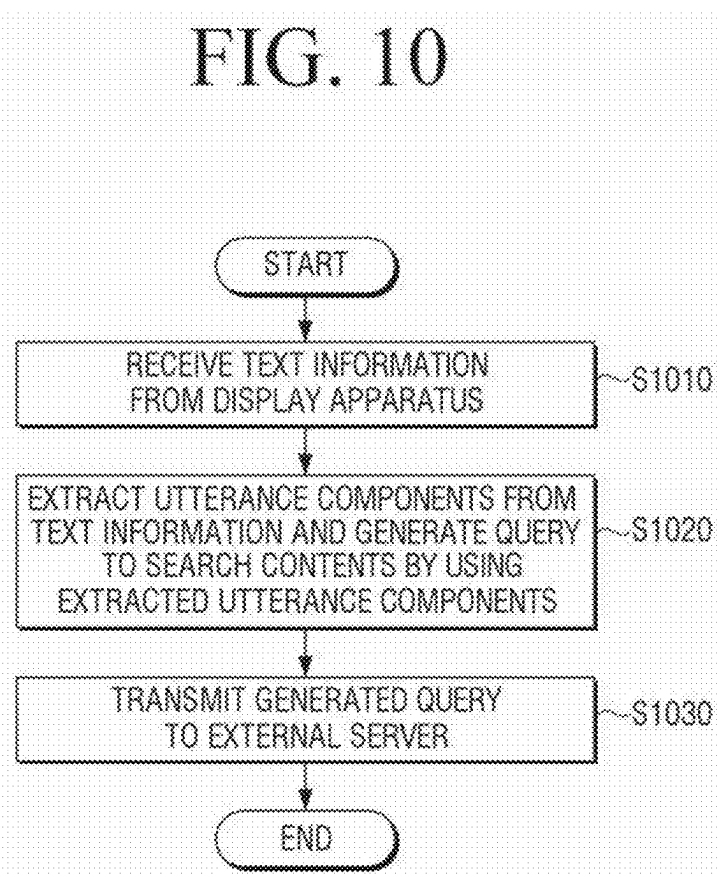 FIG. 10
START
RECEIVE TEXT INFORMATION
FROM DISPLAY APPARATUS
S1010
EXTRACT UTTERANCE COMPONENTS FROM
TEXT INFORMATION AND GENERATE QUERY
TO SEARCH CONTENTS BY USING
EXTRACTED UTTERANCE COMPONENTS
S1020
TRANSMIT GENERATED QUERY
TO EXTERNAL SERVER
S1030
END